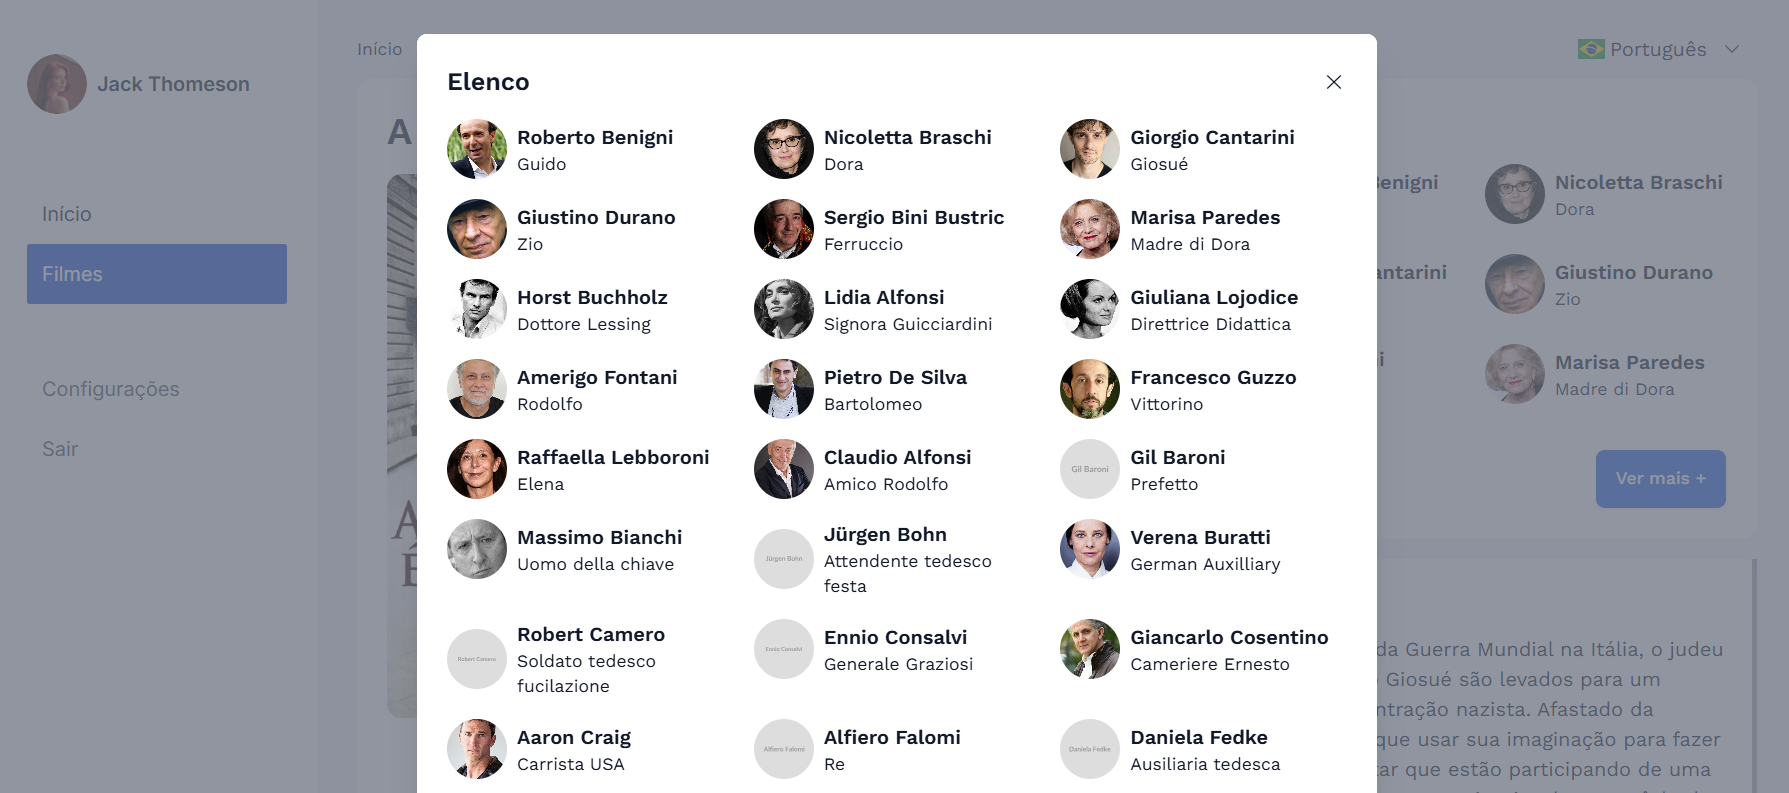 Jack Thomeson
Início
Filmes
Configurações
Sair
Início
Português
A
A
É
Elenco
Roberto Benigni
Guido
Nicoletta Braschi
Dora
Giorgio Cantarini
Giosué
Giustino Durano
Zio
Sergio Bini Bustric
Ferruccio
Marisa Paredes
Madre di Dora
Horst Buchholz
Dottore Lessing
Lidia Alfonsi
Signora Guicciardini
Giuliana Lojodice
Direttrice Didattica
Amerigo Fontani
Rodolfo
Pietro De Silva
Bartolomeo
Francesco Guzzo
Vittorino
Raffaella Lebboroni
Elena
Claudio Alfonsi
Amico Rodolfo
Gil Baroni
Gil Baroni
Prefetto
Massimo Bianchi
Uomo della chiave
Jürgen Bohn
Jürgen Bohn
Attendente tedesco
festa
Verena Buratti
German Auxilliary
Robert Camero
Robert Camero
Soldato tedesco
fucilazione
Ennio Consalvi
Ennio Consalvi
Generale Graziosi
Giancarlo Cosentino
Cameriere Ernesto
Aaron Craig
Carrista USA
Alfiero Falomi
Alfiero Falomi
Re
Daniela Fedke
Daniela Fedke
Ausiliaria tedesca
Benigni
Nicoletta Braschi
Dora
antarini
Giustino Durano
Zio
i
Marisa Paredes
Madre di Dora
Ver mais +
da Guerra Mundial na Itália, o judeu
Giosué são levados para um
ntração nazista. Afastado da
que usar sua imaginação para fazer
tar que estão participando de uma